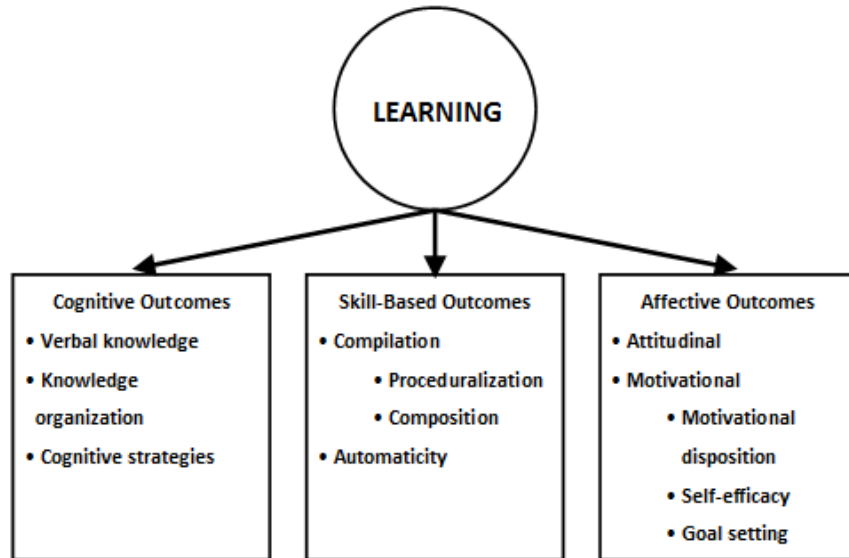 LEARNING
Cognitive Outcomes
• Verbal knowledge
• Knowledge
organization
• Cognitive strategies
Skill-Based Outcomes
• Compilation
• Proceduralization
• Composition
• Automaticity
Affective Outcomes
• Attitudinal
• Motivational
• Motivational
disposition
• Self-efficacy
• Goal setting